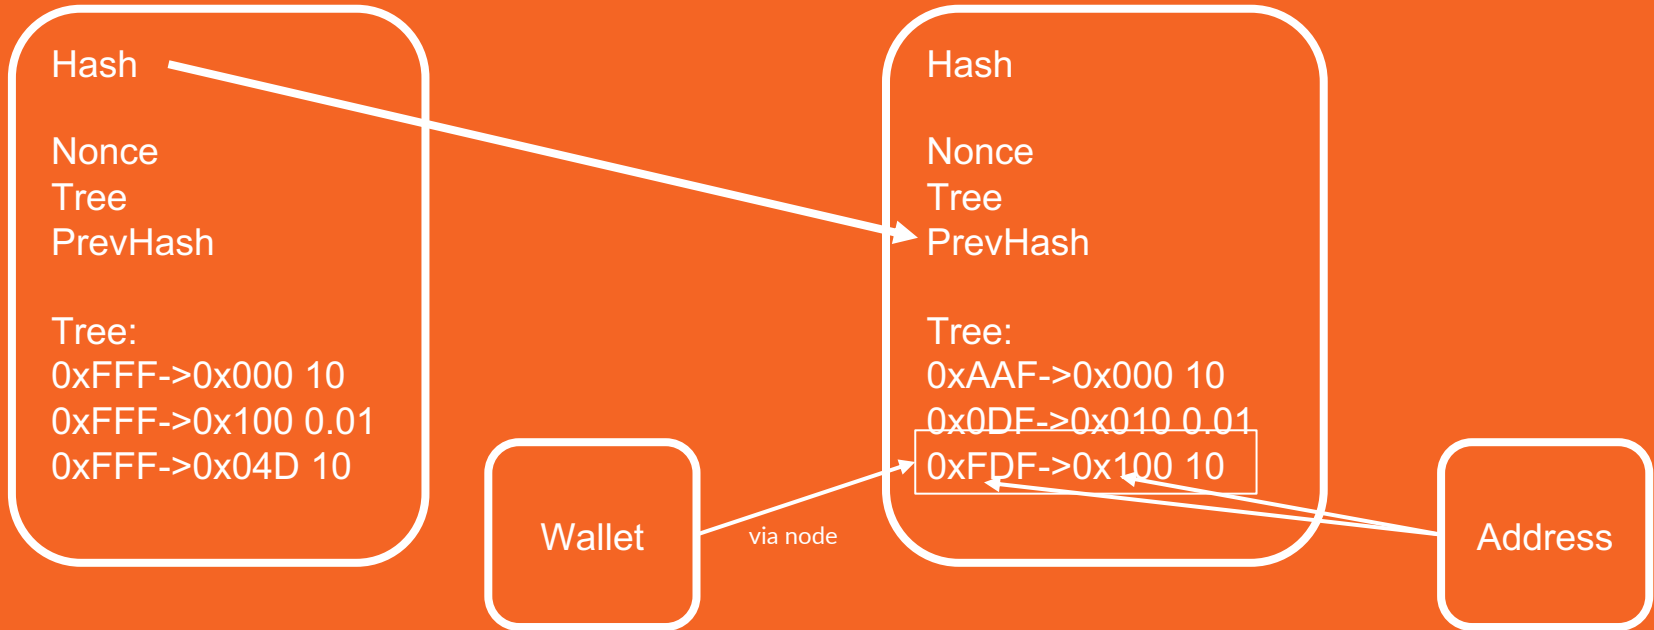 Hash
Nonce
Tree
PrevHash
Tree:
0xFFF->0x000 10
0xFFF->0x100 0.01
0xFFF->0x04D 10
Wallet
via node
Hash
Nonce
Tree
PrevHash
Tree:
0xAAF->0x000 10
0x0DF->0x010 0.01
0xFDF->0x100 10
Address